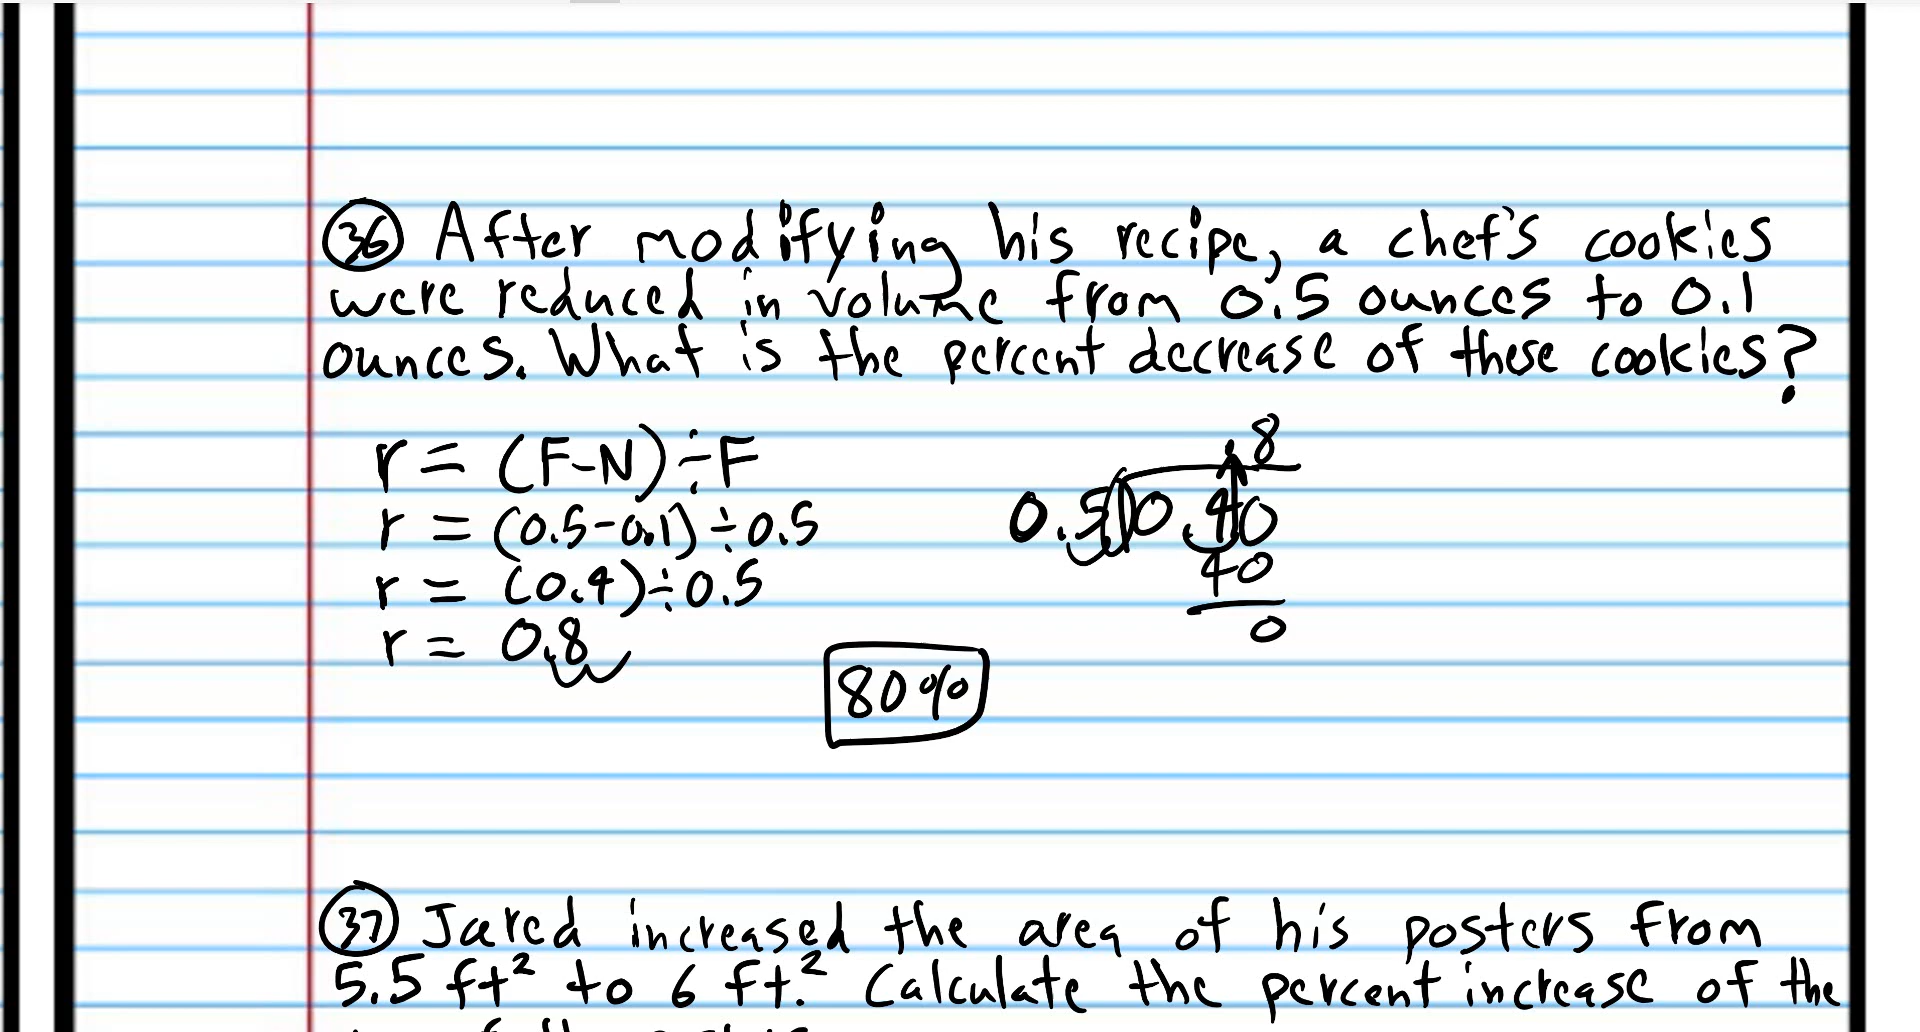 36 After modifying his recipe, a chef's cookies
were reduced in volume from 0.5 ounces to 0.1
ounces. What is the percent decrease of these cookies?
r = (F-N) ÷ F
r = (0.5-0.1) ÷ 0.5
r = (0.4) ÷ 0.5
r = 0.8
.8
0.5)0.40
40
0
80%
37 Jared increased the area of his posters from
5.5 ft² to 6 ft.² Calculate the percent increase of the